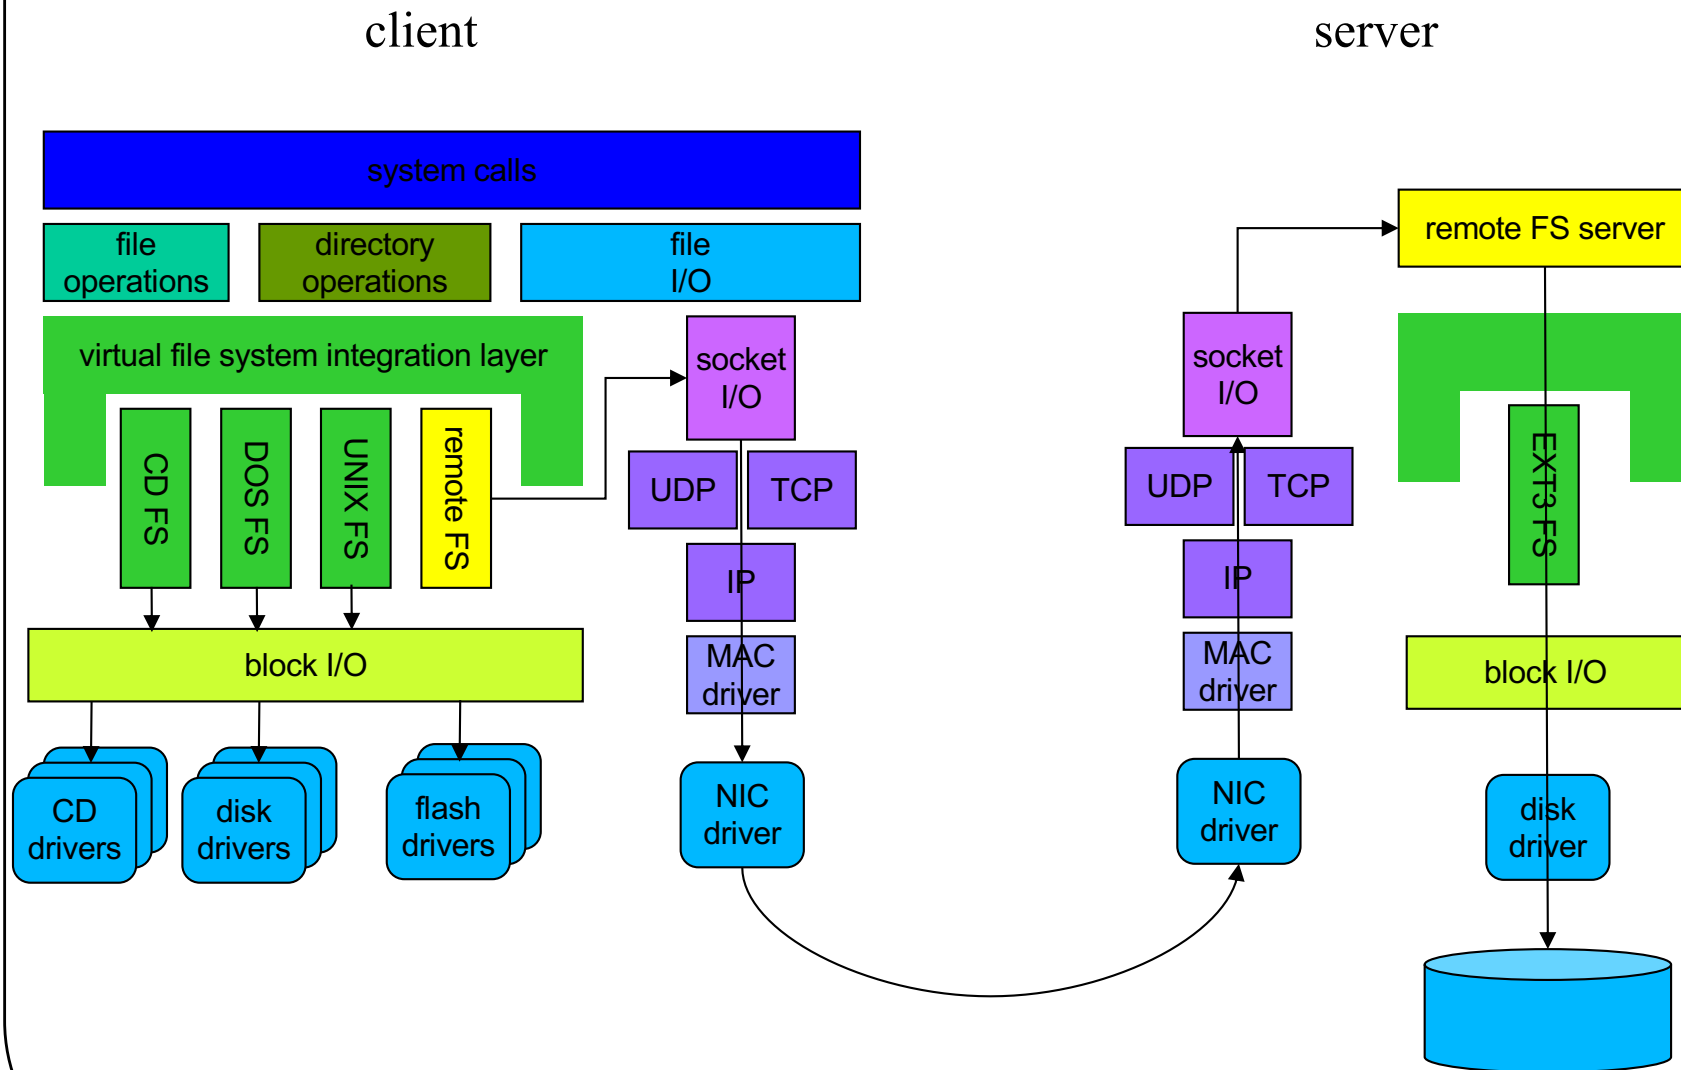 client
server
system calls
file
operations
directory
operations
file
I/O
virtual file system integration layer
CD FS
DOS FS
UNIX FS
remote FS
socket
I/O
UDP
TCP
IP
MAC
driver
block I/O
CD
drivers
disk
drivers
flash
drivers
NIC
driver
remote FS server
socket
I/O
UDP
TCP
IP
MAC
driver
NIC
driver
EXT3 FS
block I/O
disk
driver